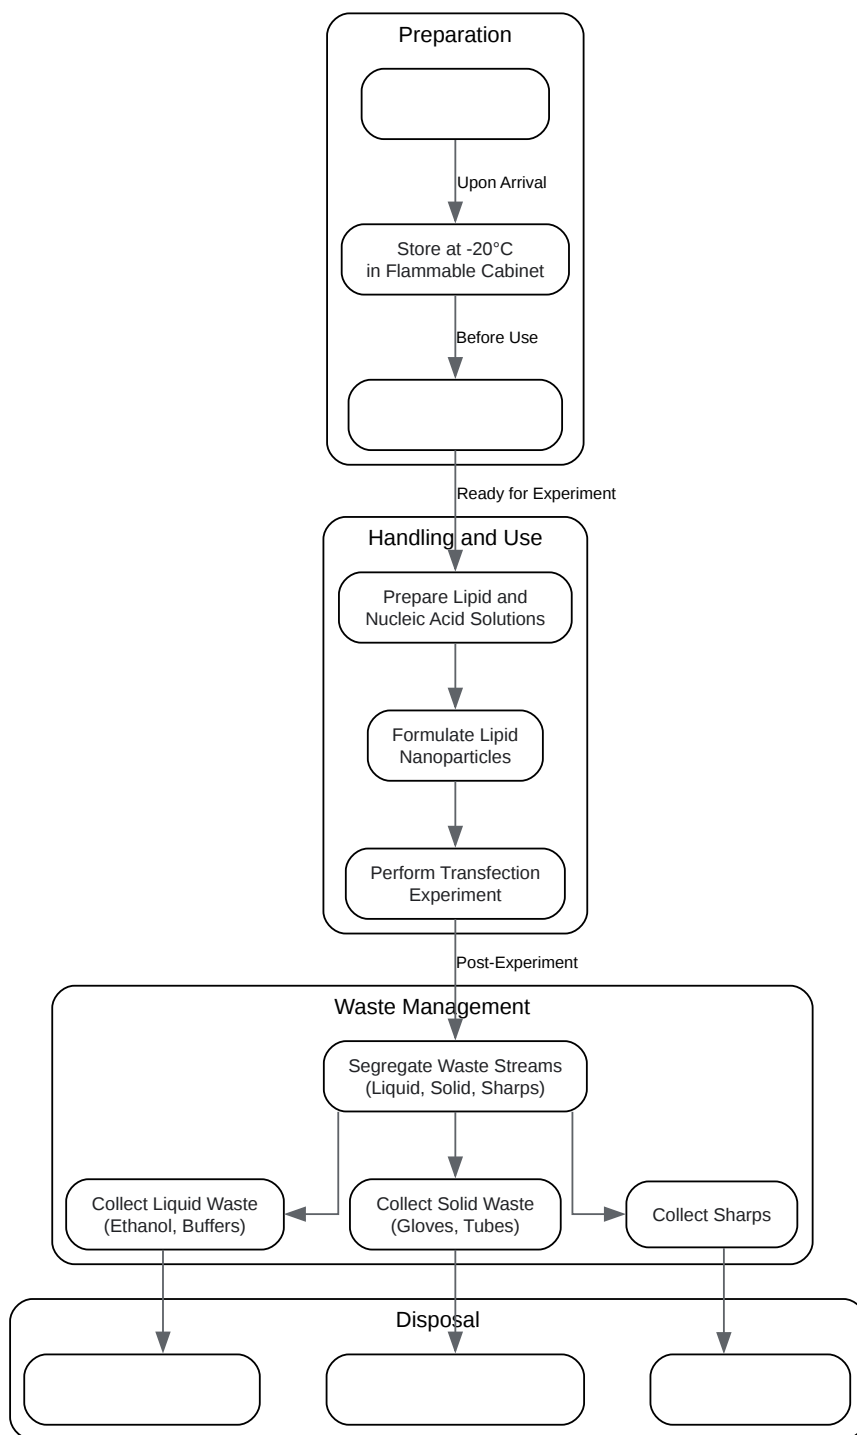 Preparation
Upon Arrival
Store at -20°C
in Flammable Cabinet
Before Use
Ready for Experiment
Handling and Use
Prepare Lipid and
Nucleic Acid Solutions
Formulate Lipid
Nanoparticles
Perform Transfection
Experiment
Post-Experiment
Waste Management
Segregate Waste Streams
(Liquid, Solid, Sharps)
Collect Liquid Waste
(Ethanol, Buffers)
Collect Solid Waste
(Gloves, Tubes)
Collect Sharps
Disposal